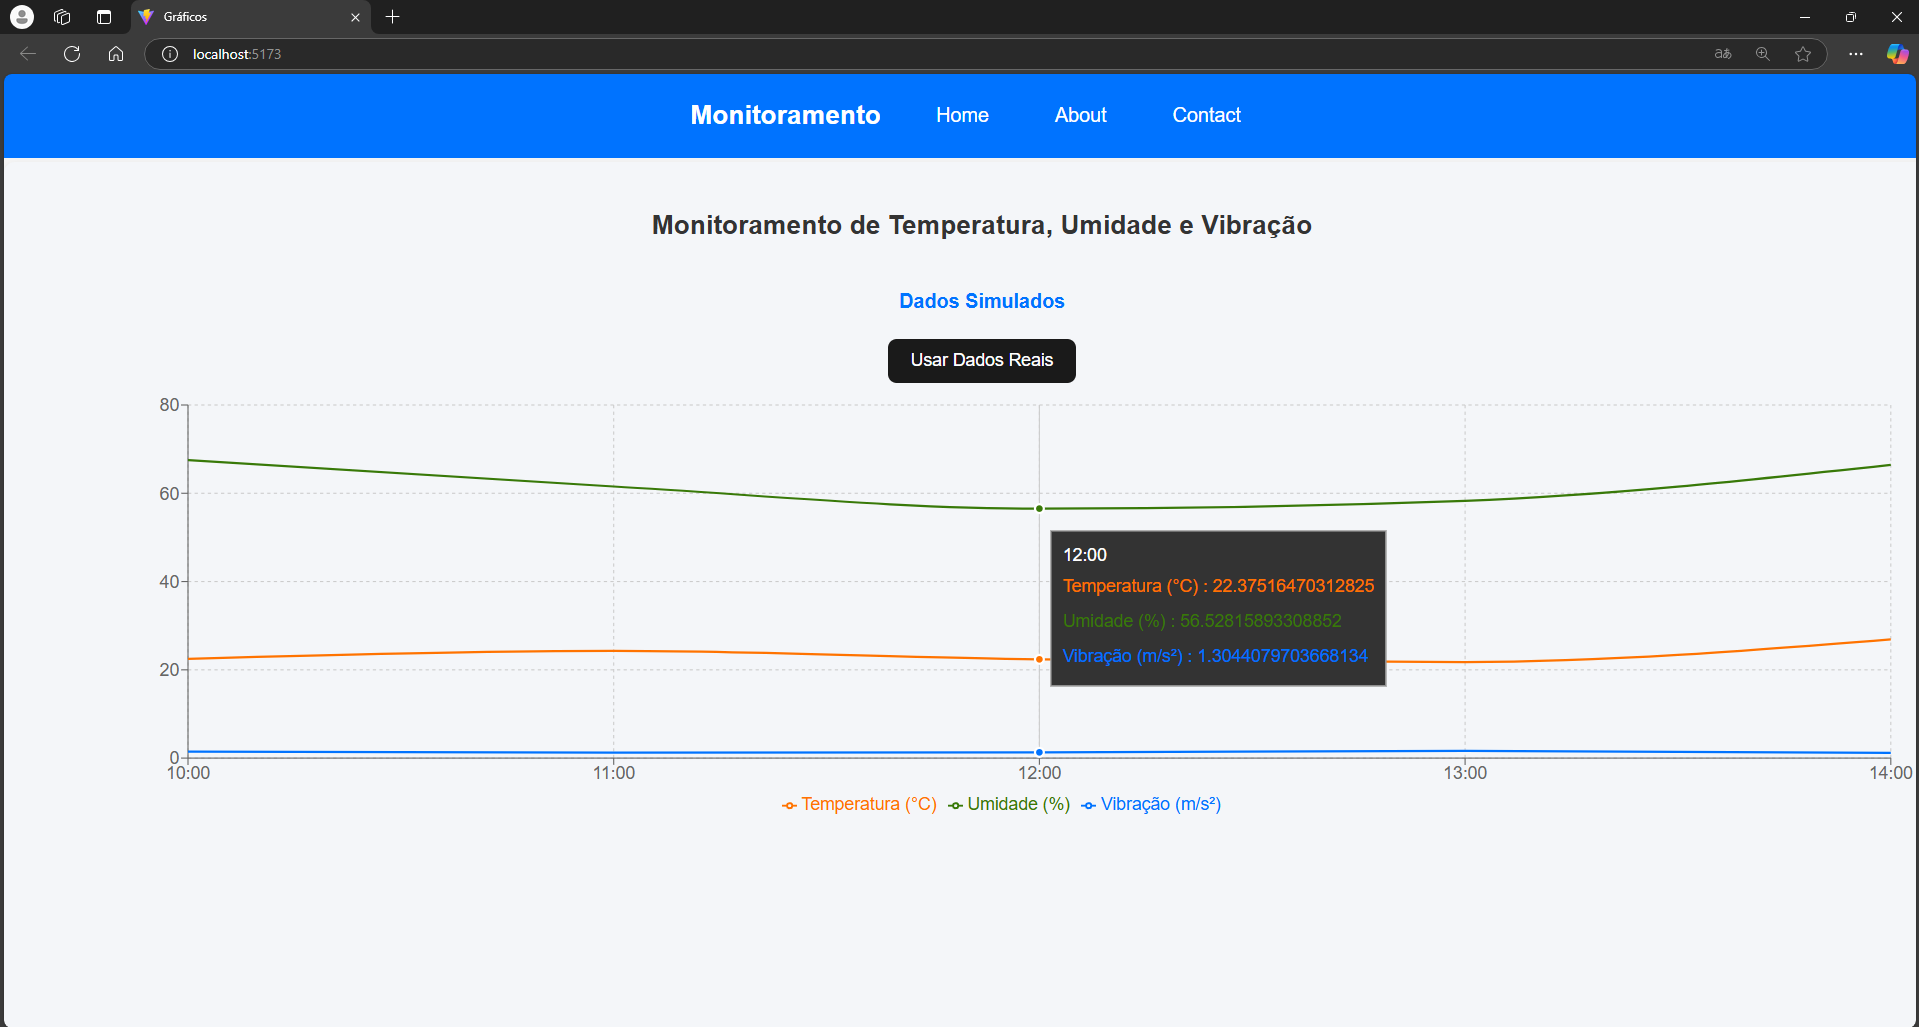 Gráficos
localhost:5173
Monitoramento Home About Contact
Monitoramento de Temperatura, Umidade e Vibração
Dados Simulados
Usar Dados Reais
80
60
40
20
0
12:00
Temperatura (°C) : 22.37516470312825
Umidade (%) : 56.52815893308852
Vibração (m/s²) : 1.3044079703668134
10:00 11:00 12:00 13:00 14:00
Temperatura (°C) Umidade (%) Vibração (m/s²)